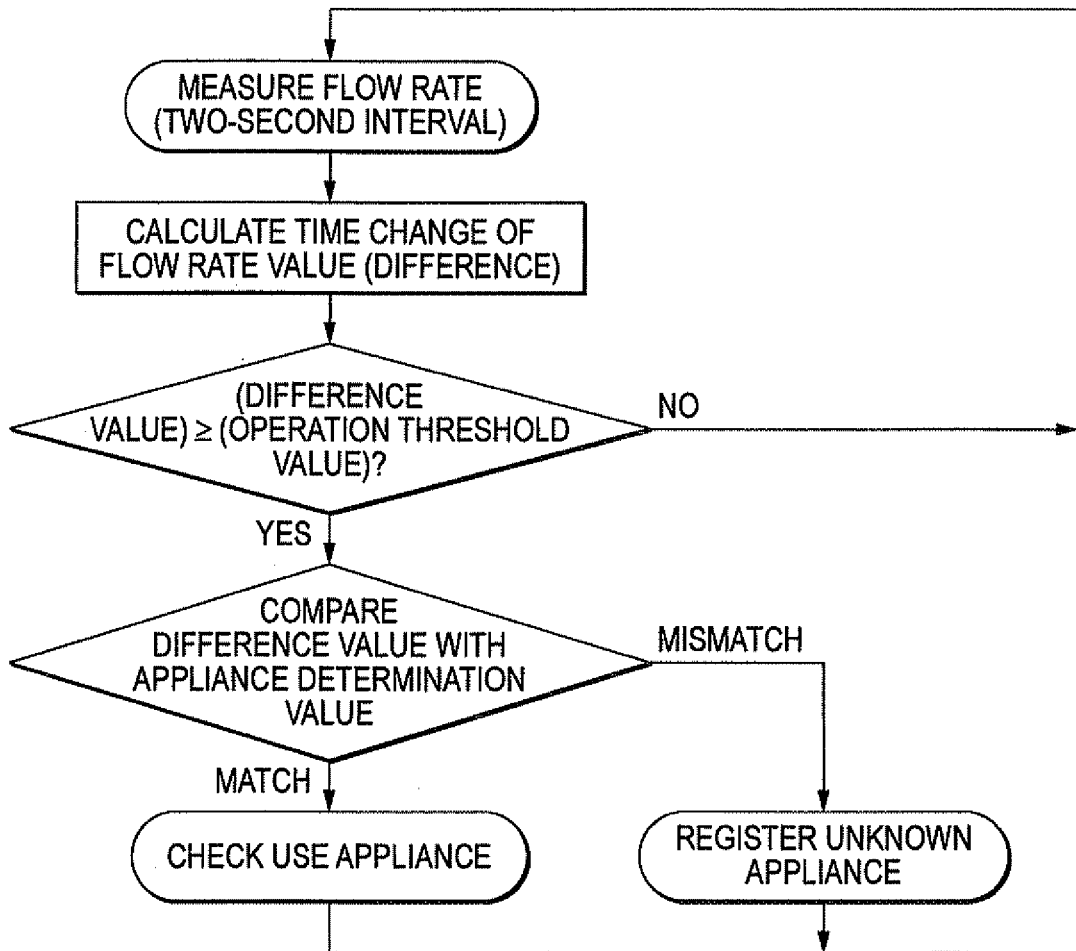 MEASURE FLOW RATE
(TWO-SECOND INTERVAL)
CALCULATE TIME CHANGE OF
FLOW RATE VALUE (DIFFERENCE)
(DIFFERENCE
VALUE) ≥ (OPERATION THRESHOLD
VALUE)?
NO
YES
COMPARE
DIFFERENCE VALUE WITH
APPLIANCE DETERMINATION
VALUE
MISMATCH
MATCH
CHECK USE APPLIANCE
REGISTER UNKNOWN
APPLIANCE